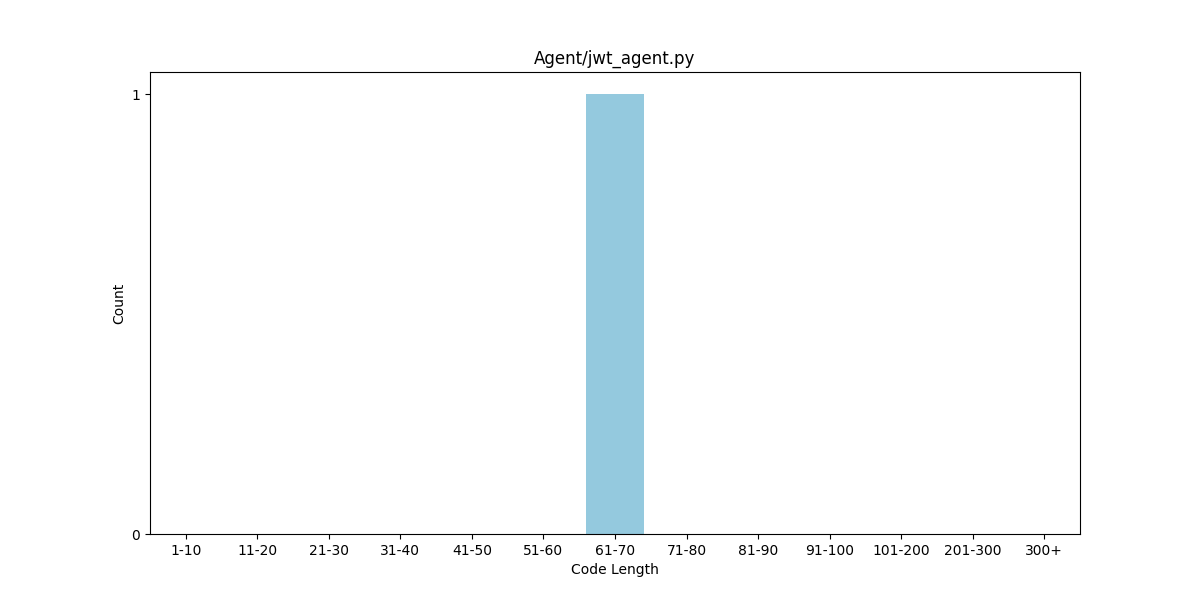 Agent/jwt_agent.py
1
Count
0
1-10 11-20 21-30 31-40 41-50 51-60 61-70 71-80 81-90 91-100 101-200 201-300 300+
Code Length